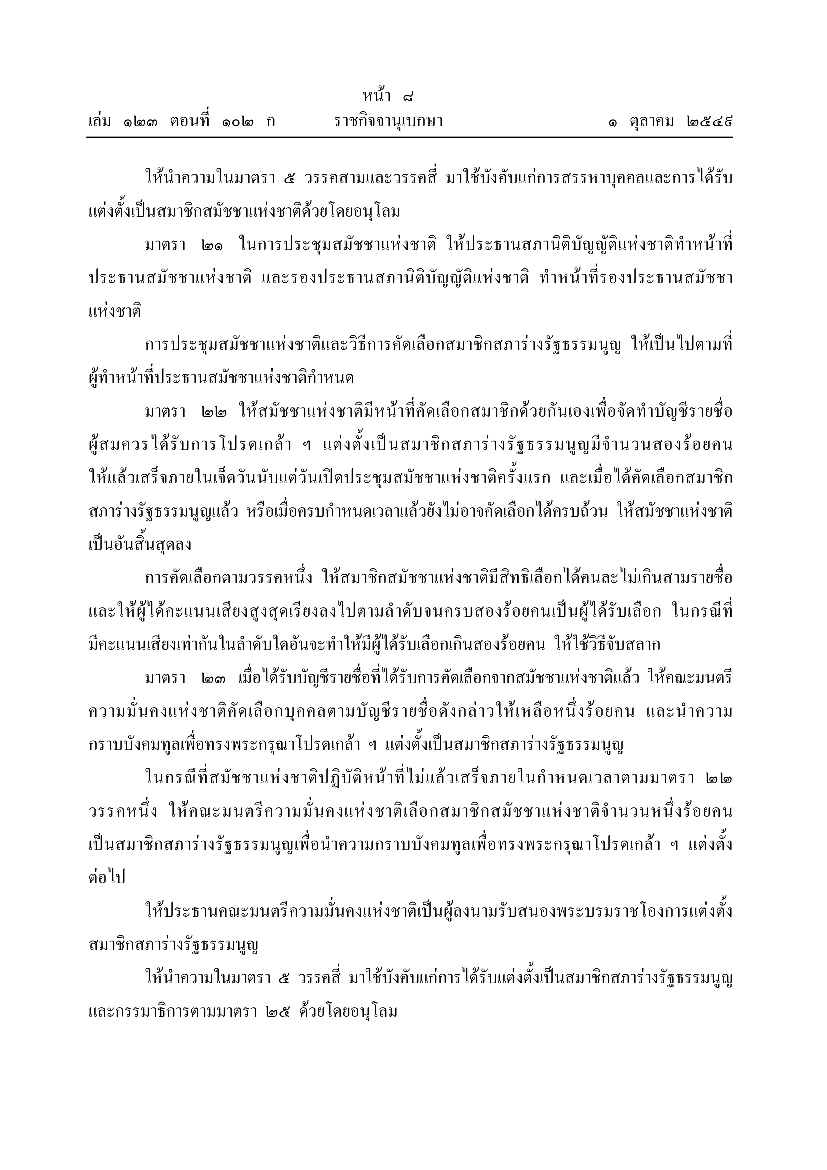 หน้า ๘
เล่ม ๑๒๓ ตอนที่ ๑๐๒ ก ราชกิจจานุเบกษา ๑ ตุลาคม ๒๕๔๙
ให้นำความในมาตรา ๕ วรรคสามและวรรคสี่ มาใช้บังคับแก่การสรรหาบุคคลและการได้รับ
แต่งตั้งเป็นสมาชิกสมัชชาแห่งชาติด้วยโดยอนุโลม
มาตรา ๒๑ ในการประชุมสมัชชาแห่งชาติ ให้ประธานสภานิติบัญญัติแห่งชาติทำหน้าที่
ประธานสมัชชาแห่งชาติ และรองประธานสภานิติบัญญัติแห่งชาติ ทำหน้าที่รองประธานสมัชชา
แห่งชาติ
การประชุมสมัชชาแห่งชาติและวิธีการคัดเลือกสมาชิกสภาร่างรัฐธรรมนูญ ให้เป็นไปตามที่
ผู้ทำหน้าที่ประธานสมัชชาแห่งชาติกำหนด
มาตรา ๒๒ ให้สมัชชาแห่งชาติมีหน้าที่คัดเลือกสมาชิกด้วยกันเองเพื่อจัดทำบัญชีรายชื่อ
ผู้สมควรได้รับการโปรดเกล้า ฯ แต่งตั้งเป็นสมาชิกสภาร่างรัฐธรรมนูญมีจำนวนสองร้อยคน
ให้แล้วเสร็จภายในเจ็ดวันนับแต่วันเปิดประชุมสมัชชาแห่งชาติครั้งแรก และเมื่อได้คัดเลือกสมาชิก
สภาร่างรัฐธรรมนูญแล้ว หรือเมื่อครบกำหนดเวลาแล้วยังไม่อาจคัดเลือกได้ครบถ้วน ให้สมัชชาแห่งชาติ
เป็นอันสิ้นสุดลง
การคัดเลือกตามวรรคหนึ่ง ให้สมาชิกสมัชชาแห่งชาติมีสิทธิเลือกได้คนละไม่เกินสามรายชื่อ
และให้ผู้ได้คะแนนเสียงสูงสุดเรียงลงไปตามลำดับจนครบสองร้อยคนเป็นผู้ได้รับเลือก ในกรณีที่
มีคะแนนเสียงเท่ากันในลำดับใดอันจะทำให้มีผู้ได้รับเลือกเกินสองร้อยคน ให้ใช้วิธีจับสลาก
มาตรา ๒๓ เมื่อได้รับบัญชีรายชื่อที่ได้รับการคัดเลือกจากสมัชชาแห่งชาติแล้ว ให้คณะมนตรี
ความมั่นคงแห่งชาติคัดเลือกบุคคลตามบัญชีรายชื่อดังกล่าวให้เหลือหนึ่งร้อยคน และนำความ
กราบบังคมทูลเพื่อทรงพระกรุณาโปรดเกล้า ฯ แต่งตั้งเป็นสมาชิกสภาร่างรัฐธรรมนูญ
ในกรณีที่สมัชชาแห่งชาติปฏิบัติหน้าที่ไม่แล้วเสร็จภายในกำหนดเวลาตามมาตรา ๒๒
วรรคหนึ่ง ให้คณะมนตรีความมั่นคงแห่งชาติเลือกสมาชิกสมัชชาแห่งชาติจำนวนหนึ่งร้อยคน
เป็นสมาชิกสภาร่างรัฐธรรมนูญเพื่อนำความกราบบังคมทูลเพื่อทรงพระกรุณาโปรดเกล้า ฯ แต่งตั้ง
ต่อไป
ให้ประธานคณะมนตรีความมั่นคงแห่งชาติเป็นผู้ลงนามรับสนองพระบรมราชโองการแต่งตั้ง
สมาชิกสภาร่างรัฐธรรมนูญ
ให้นำความในมาตรา ๕ วรรคสี่ มาใช้บังคับแก่การได้รับแต่งตั้งเป็นสมาชิกสภาร่างรัฐธรรมนูญ
และกรรมาธิการตามมาตรา ๒๕ ด้วยโดยอนุโลม